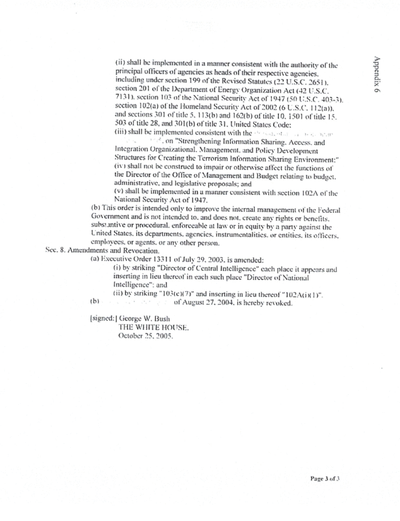 Appendix 6
(ii) shall be implemented in a manner consistent with the authority of the
principal officers of agencies as heads of their respective agencies,
including under section 199 of the Revised Statutes (22 U.S.C. 2651),
section 201 of the Department of Energy Organization Act (42 U.S.C.
7131), section 103 of the National Security Act of 1947 (50 U.S.C. 403-3),
section 102(a) of the Homeland Security Act of 2002 (6 U.S.C. 112(a)),
and sections 301 of title 5, 113(b) and 162(b) of title 10, 1501 of title 15,
503 of title 28, and 301(b) of title 31, United States Code;
(iii) shall be implemented consistent with the
, on "Strengthening Information Sharing, Access, and
Integration Organizational, Management, and Policy Development
Structures for Creating the Terrorism Information Sharing Environment;"
(iv) shall not be construed to impair or otherwise affect the functions of
the Director of the Office of Management and Budget relating to budget,
administrative, and legislative proposals; and
(v) shall be implemented in a manner consistent with section 102A of the
National Security Act of 1947.
(b) This order is intended only to improve the internal management of the Federal
Government and is not intended to, and does not, create any rights or benefits,
substantive or procedural, enforceable at law or in equity by a party against the
United States, its departments, agencies, instrumentalities, or entities, its officers,
employees, or agents, or any other person.
Sec. 8. Amendments and Revocation.
(a) Executive Order 13311 of July 29, 2003, is amended:
(i) by striking "Director of Central Intelligence" each place it appears and
inserting in lieu thereof in each such place "Director of National
Intelligence"; and
(ii) by striking "103(c)(7)" and inserting in lieu thereof "102A(i)(1)".
(b) of August 27, 2004, is hereby revoked.
[signed:] George W. Bush
THE WHITE HOUSE,
October 25, 2005.
Page 3 of 3